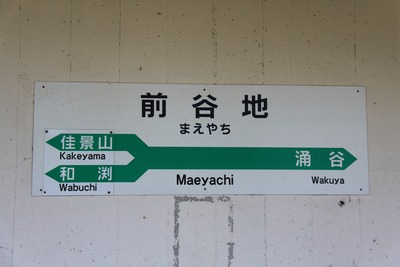 前谷地
まえやち
佳景山
Kakeyama
和渕
Wabuchi
Maeyachi
涌谷
Wakuya